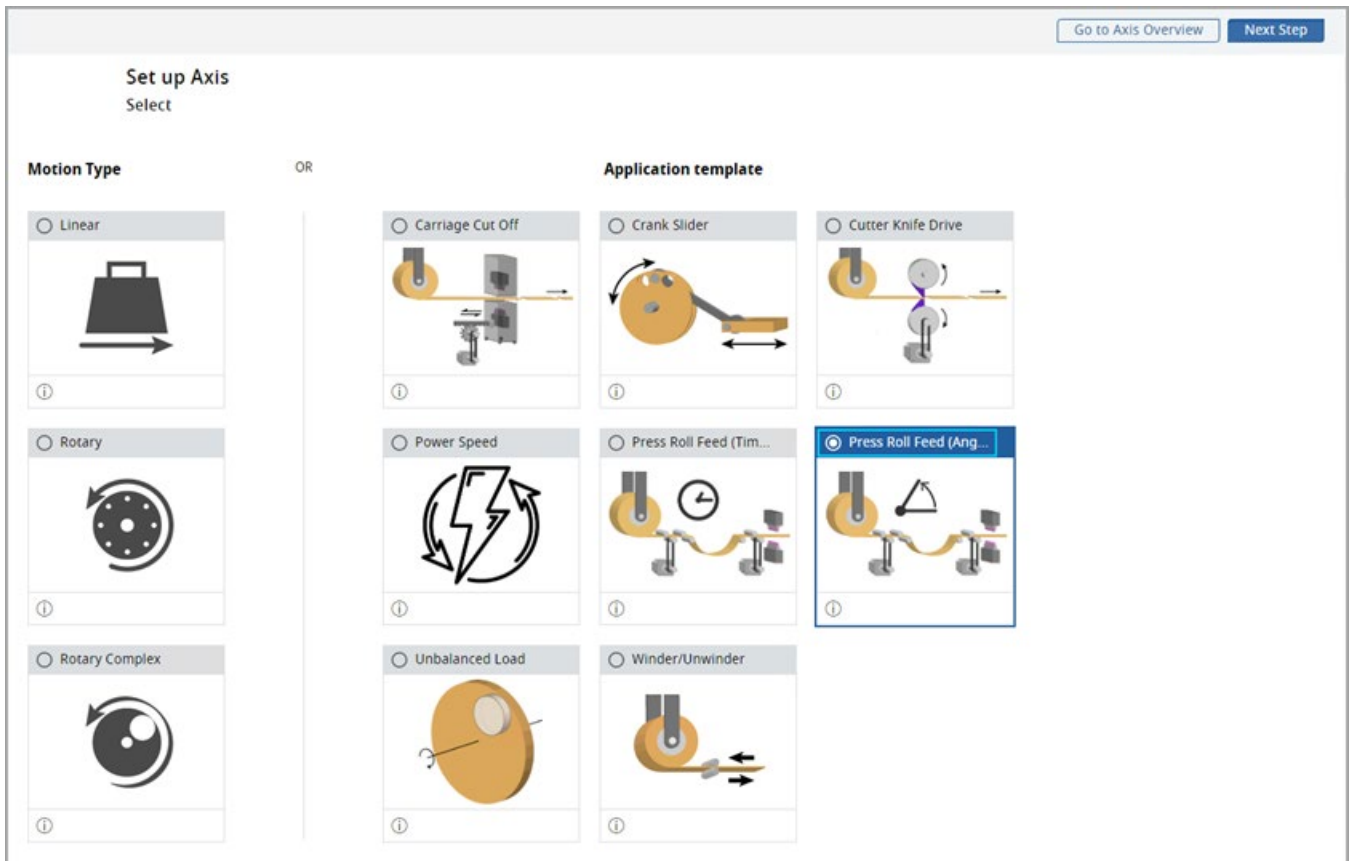 Go to Axis Overview
Next Step
Set up Axis
Select
Motion Type
OR
Application template
Linear
Carriage Cut Off
Crank Slider
Cutter Knife Drive
Rotary
Power Speed
Press Roll Feed (Tim...
Press Roll Feed (Ang...
Rotary Complex
Unbalanced Load
Winder/Unwinder